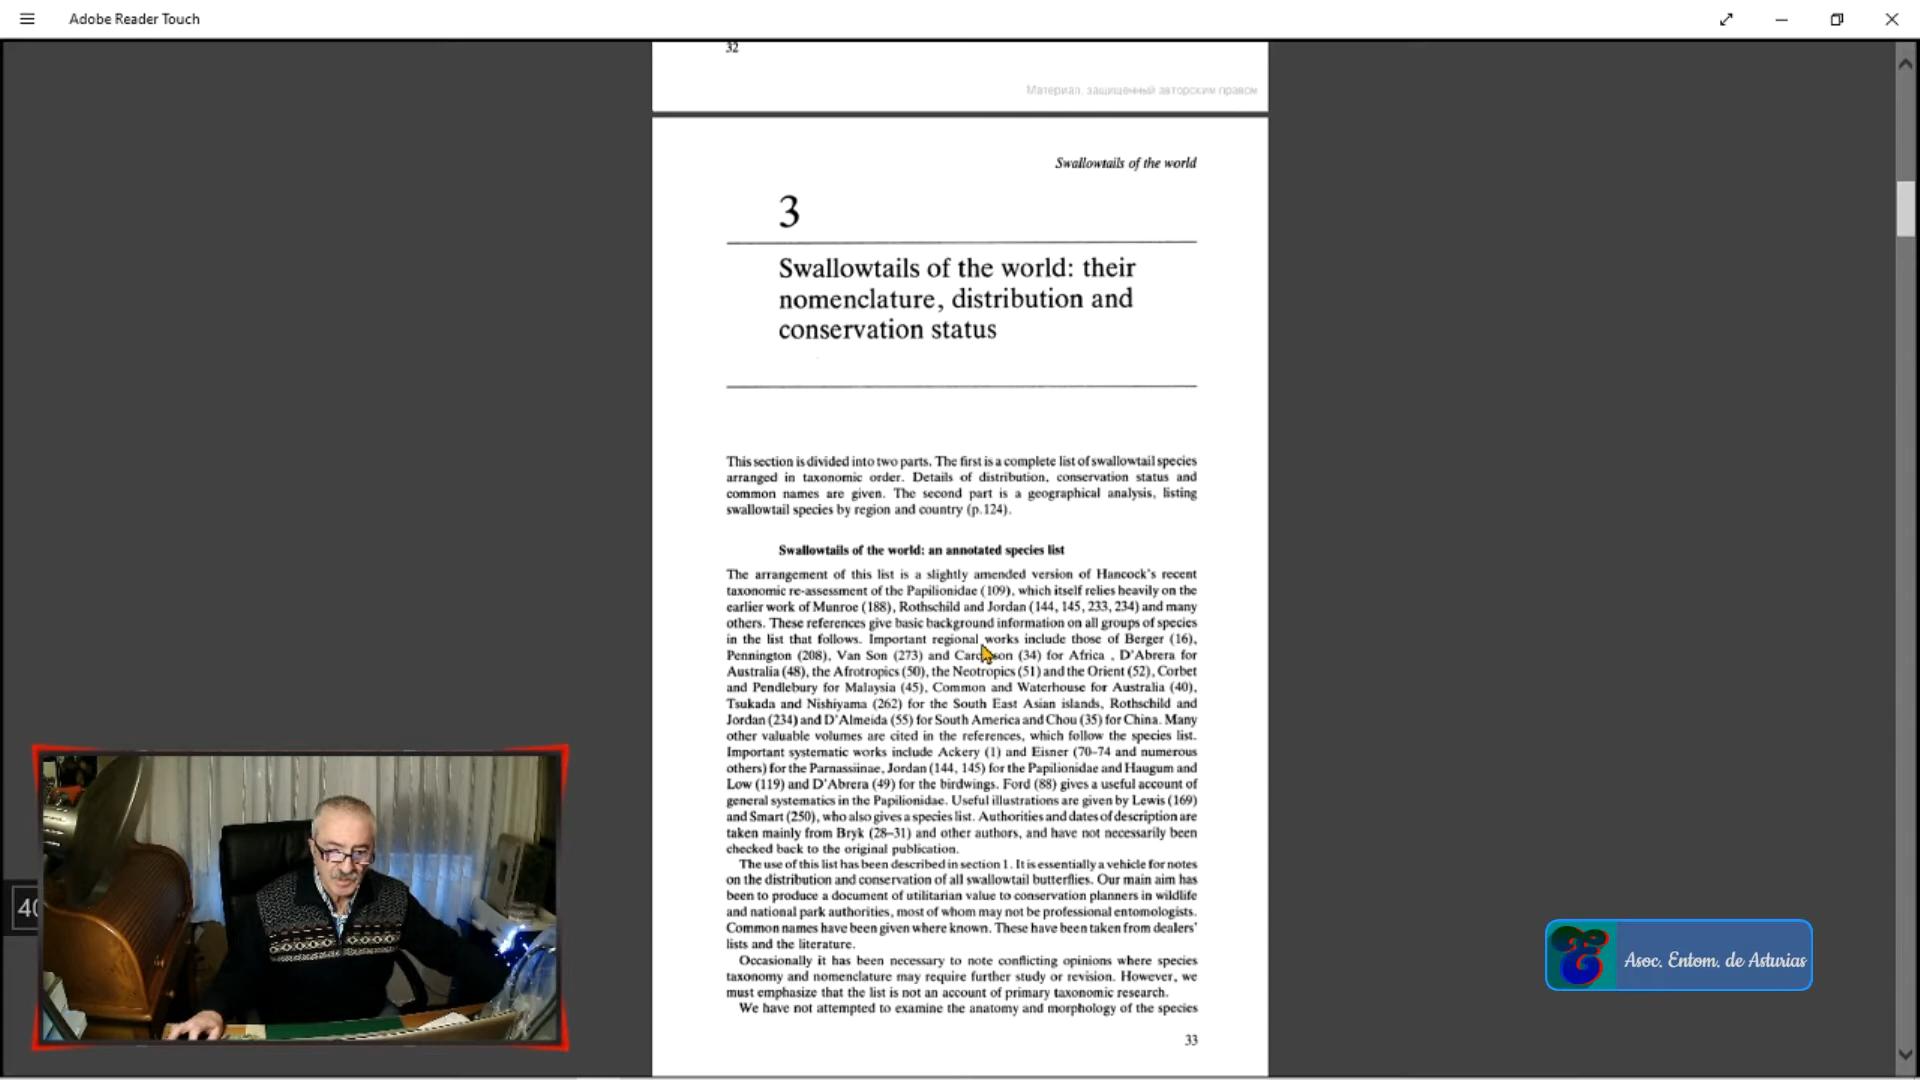 Adobe Reader Touch
32
Материал, защищенный авторским правом
Swallowtails of the world
3
Swallowtails of the world: their
nomenclature, distribution and
conservation status
This section is divided into two parts. The first is a complete list of swallowtail species
arranged in taxonomic order. Details of distribution, conservation status and
common names are given. The second part is a geographical analysis, listing
swallowtail species by region and country (p.124).
Swallowtails of the world: an annotated species list
The arrangement of this list is a slightly amended version of Hancock's recent
taxonomic re-assessment of the Papilionidae (109), which itself relies heavily on the
earlier work of Munroe (188), Rothschild and Jordan (144, 145, 233, 234) and many
others. These references give basic background information on all groups of species
in the list that follows. Important regional works include those of Berger (16),
Pennington (208), Van Son (273) and (34) for Africa , D'Abrera for
Australia (48), the Afrotropics (50), the Neotropics (51) and the Orient (52), Corbet
and Pendlebury for Malaysia (45), Common and Waterhouse for Australia (40),
Tsukada and Nishiyama (262) for the South East Asian islands, Rothschild and
Jordan (234) and D'Almeida (55) for South America and Chou (35) for China. Many
other valuable volumes are cited in the references, which follow the species list.
Important systematic works include Ackery (1) and Eisner (70–74 and numerous
others) for the Parnassiinae, Jordan (144, 145) for the Papilionidae and Haugum and
Low (119) and D'Abrera (49) for the birdwings. Ford (88) gives a useful account of
general systematics in the Papilionidae. Useful illustrations are given by Lewis (169)
and Smart (250), who also gives a species list. Authorities and dates of description are
taken mainly from Bryk (28–31) and other authors, and have not necessarily been
checked back to the original publication.
The use of this list has been described in section 1. It is essentially a vehicle for notes
on the distribution and conservation of all swallowtail butterflies. Our main aim has
been to produce a document of utilitarian value to conservation planners in wildlife
and national park authorities, most of whom may not be professional entomologists.
Common names have been given where known. These have been taken from dealers'
lists and the literature.
Occasionally it has been necessary to note conflicting opinions where species
taxonomy and nomenclature may require further study or revision. However, we
must emphasize that the list is not an account of primary taxonomic research.
We have not attempted to examine the anatomy and morphology of the species
33
40
Asoc. Entom. de Asturias